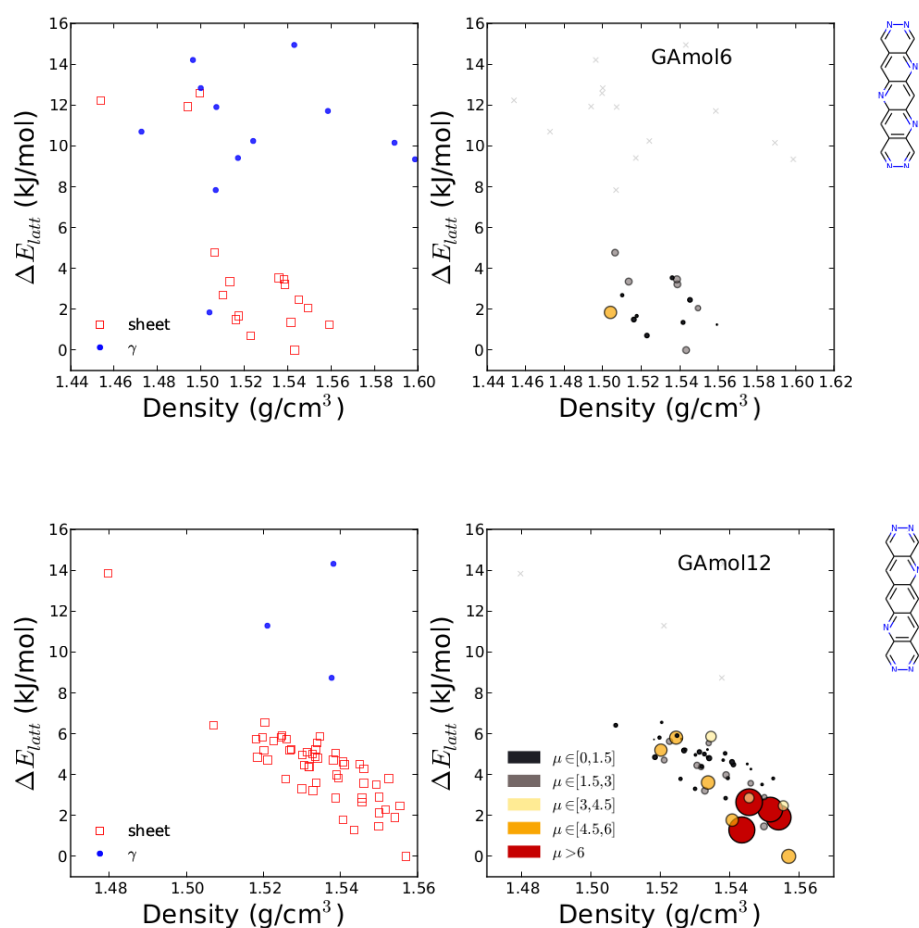 16
14
12
10
8
6
4
2
0
ΔE_latt (kJ/mol)
sheet
γ
1.44 1.46 1.48 1.50 1.52 1.54 1.56 1.58 1.60
Density (g/cm³)
16
14
12
10
8
6
4
2
0
ΔE_latt (kJ/mol)
GAmol6
1.44 1.46 1.48 1.50 1.52 1.54 1.56 1.58 1.60 1.62
Density (g/cm³)
N N
N
N
N
N N
16
14
12
10
8
6
4
2
0
ΔE_latt (kJ/mol)
sheet
γ
1.48 1.50 1.52 1.54 1.56
Density (g/cm³)
16
14
12
10
8
6
4
2
0
ΔE_latt (kJ/mol)
GAmol12
μ∈[0,1.5]
μ∈[1.5,3]
μ∈[3,4.5]
μ∈[4.5,6]
μ>6
1.48 1.50 1.52 1.54 1.56
Density (g/cm³)
N N
N
N
N N